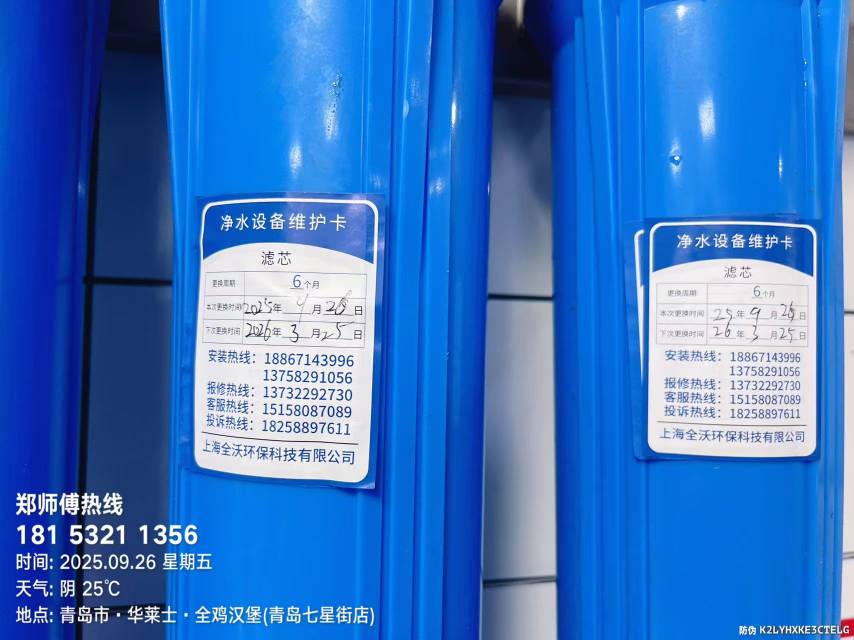 净水设备维护卡
滤芯
更换周期 6个月
本次更换时间 2025年 9月 26日
下次更换时间 2026年 3月 25日
安装热线：18867143996
13758291056
报修热线：13732292730
客服热线：15158087089
投诉热线：18258897611
上海全沃环保科技有限公司
净水设备维护卡
滤芯
更换周期 6个月
本次更换时间 25年 9月 26日
下次更换时间 26年 3月 25日
安装热线：18867143996
13758291056
报修热线：13732292730
客服热线：15158087089
投诉热线：18258897611
上海全沃环保科技有限公司
郑师傅热线
181 5321 1356
时间: 2025.09.26 星期五
天气: 阴 25℃
地点: 青岛市·华莱士·全鸡汉堡(青岛七星街店)
防伪 K2LYHXKE3CTELG